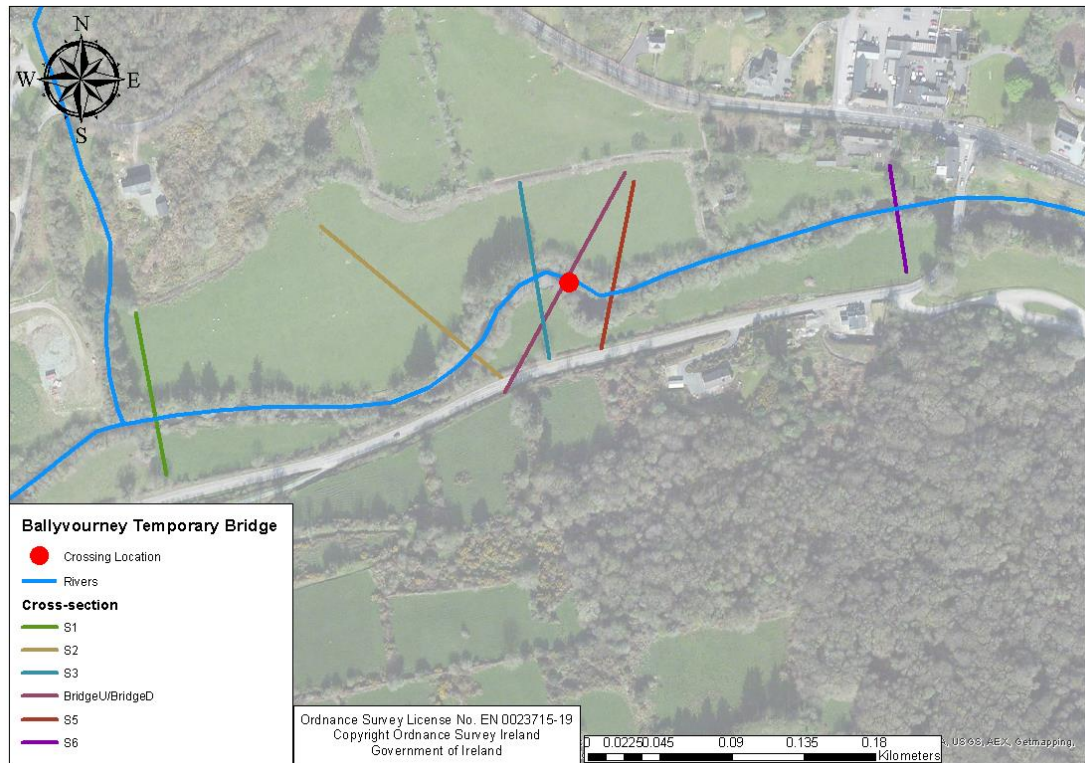 N
W E
S
Ballyvourney Temporary Bridge
Crossing Location
Rivers
Cross-section
S1
S2
S3
BridgeU/BridgeD
S5
S6
Ordnance Survey License No. EN 0023715-19
Copyright Ordnance Survey Ireland
Government of Ireland
0 0.0225 0.045 0.09 0.135 0.18
Kilometers
USGS, AEX, Getmapping,